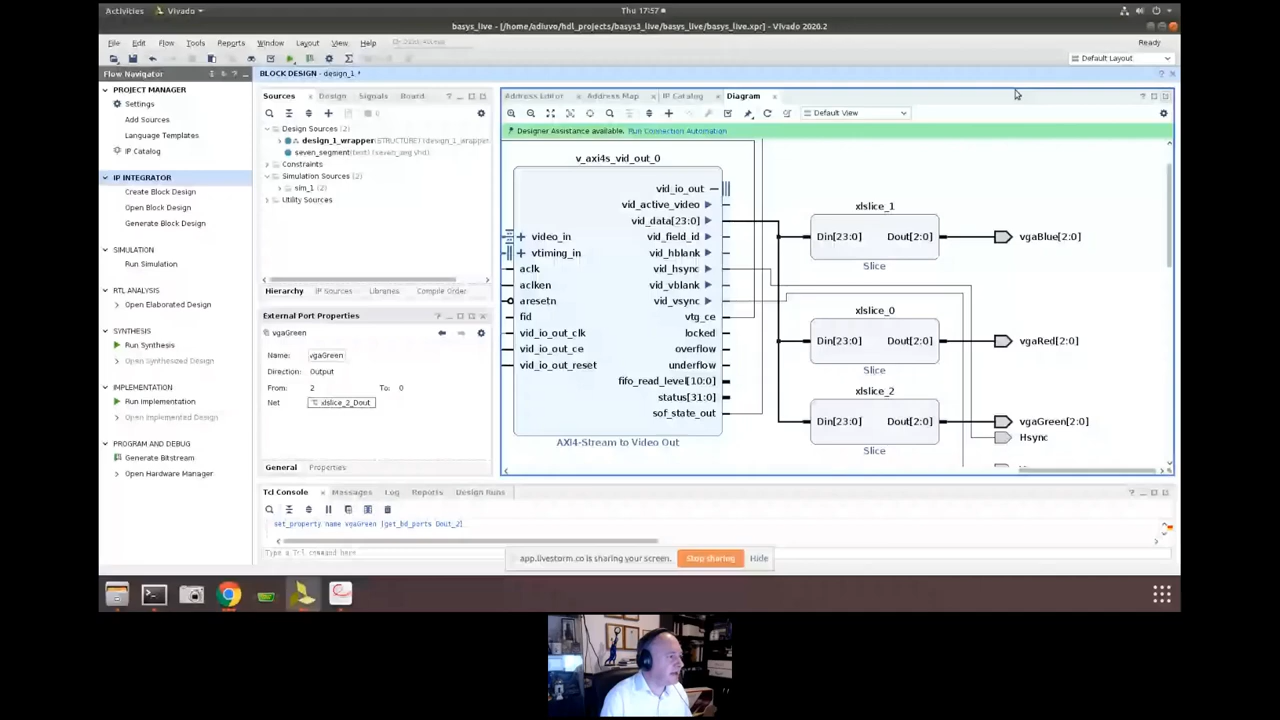 Activities
Vivado
Thu 17:57
basys_live - [/home/adiuvo/hdl_projects/basys3_live/basys_live/basys_live.xpr] - Vivado 2020.2
File Edit Flow Tools Reports Window Layout View Help
Ready
Default Layout
Flow Navigator
BLOCK DESIGN - design_1 *
PROJECT MANAGER
Settings
Add Sources
Language Templates
IP Catalog
IP INTEGRATOR
Create Block Design
Open Block Design
Generate Block Design
SIMULATION
Run Simulation
RTL ANALYSIS
Open Elaborated Design
SYNTHESIS
Run Synthesis
Open Synthesized Design
IMPLEMENTATION
Run Implementation
Open Implemented Design
PROGRAM AND DEBUG
Generate Bitstream
Open Hardware Manager
Sources Design Signals Board
0
Design Sources (2)
design_1_wrapper(STRUCTURE) (design_1_wrapper
seven_segment(test) (seven_seg.vhd)
Constraints
Simulation Sources (2)
sim_1 (2)
Utility Sources
Hierarchy IP Sources Libraries Compile Order
External Port Properties
vgaGreen
Name: vgaGreen
Direction: Output
From: 2 To: 0
Net xlslice_2_Dout
General Properties
Address Editor Address Map IP Catalog Diagram
Default View
Designer Assistance available. Run Connection Automation
v_axi4s_vid_out_0
vid_io_out
vid_active_video
vid_data[23:0]
video_in vid_field_id
vtiming_in vid_hblank
aclk vid_hsync
aclken vid_vblank
aresetn vid_vsync
fid vtg_ce
vid_io_out_clk locked
vid_io_out_ce overflow
vid_io_out_reset underflow
fifo_read_level[10:0]
status[31:0]
sof_state_out
AXI4-Stream to Video Out
xlslice_1
Din[23:0] Dout[2:0] vgaBlue[2:0]
Slice
xlslice_0
Din[23:0] Dout[2:0] vgaRed[2:0]
Slice
xlslice_2
Din[23:0] Dout[2:0] vgaGreen[2:0]
Hsync
Slice
Tcl Console Messages Log Reports Design Runs
set_property name vgaGreen [get_bd_ports Dout_2]
Type a Tcl command here
app.livestorm.co is sharing your screen. Stop sharing Hide